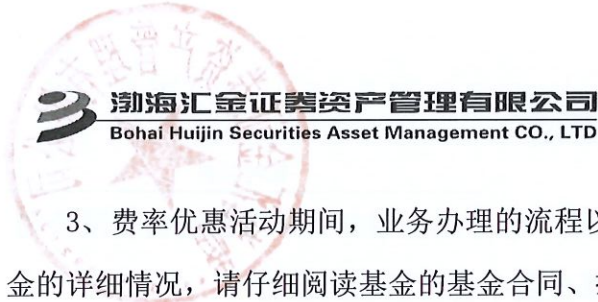 渤海汇金证券资产管理有限公司
Bohai Huijin Securities Asset Management CO., LTD
3、费率优惠活动期间，业务办理的流程以
金的详细情况，请仔细阅读基金的基金合同、